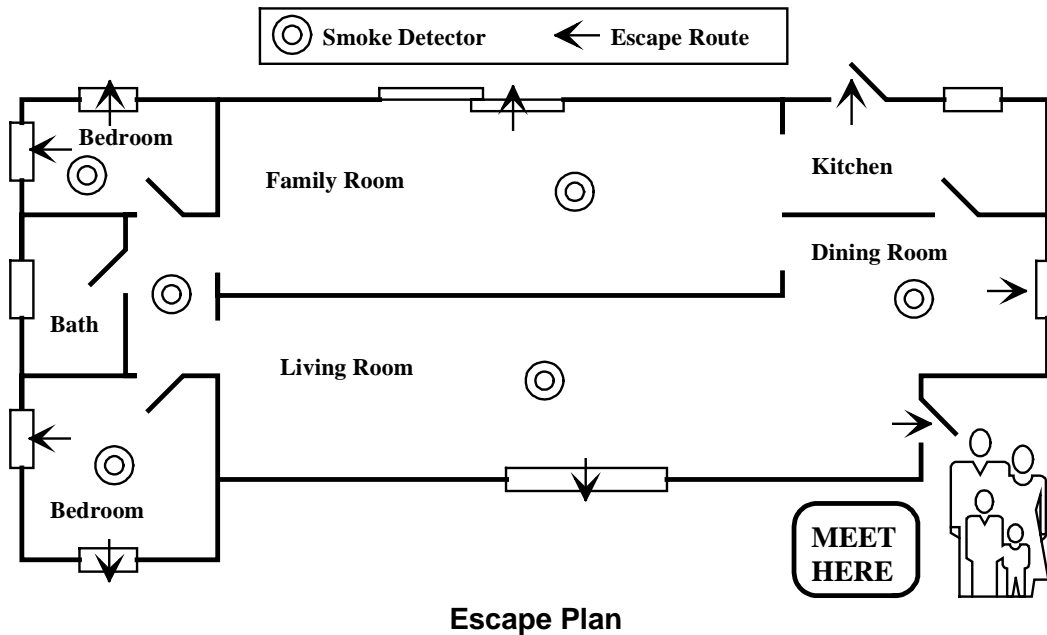 Smoke Detector
Escape Route
Bedroom
Family Room
Kitchen
Dining Room
Bath
Living Room
Bedroom
MEET
HERE
Escape Plan